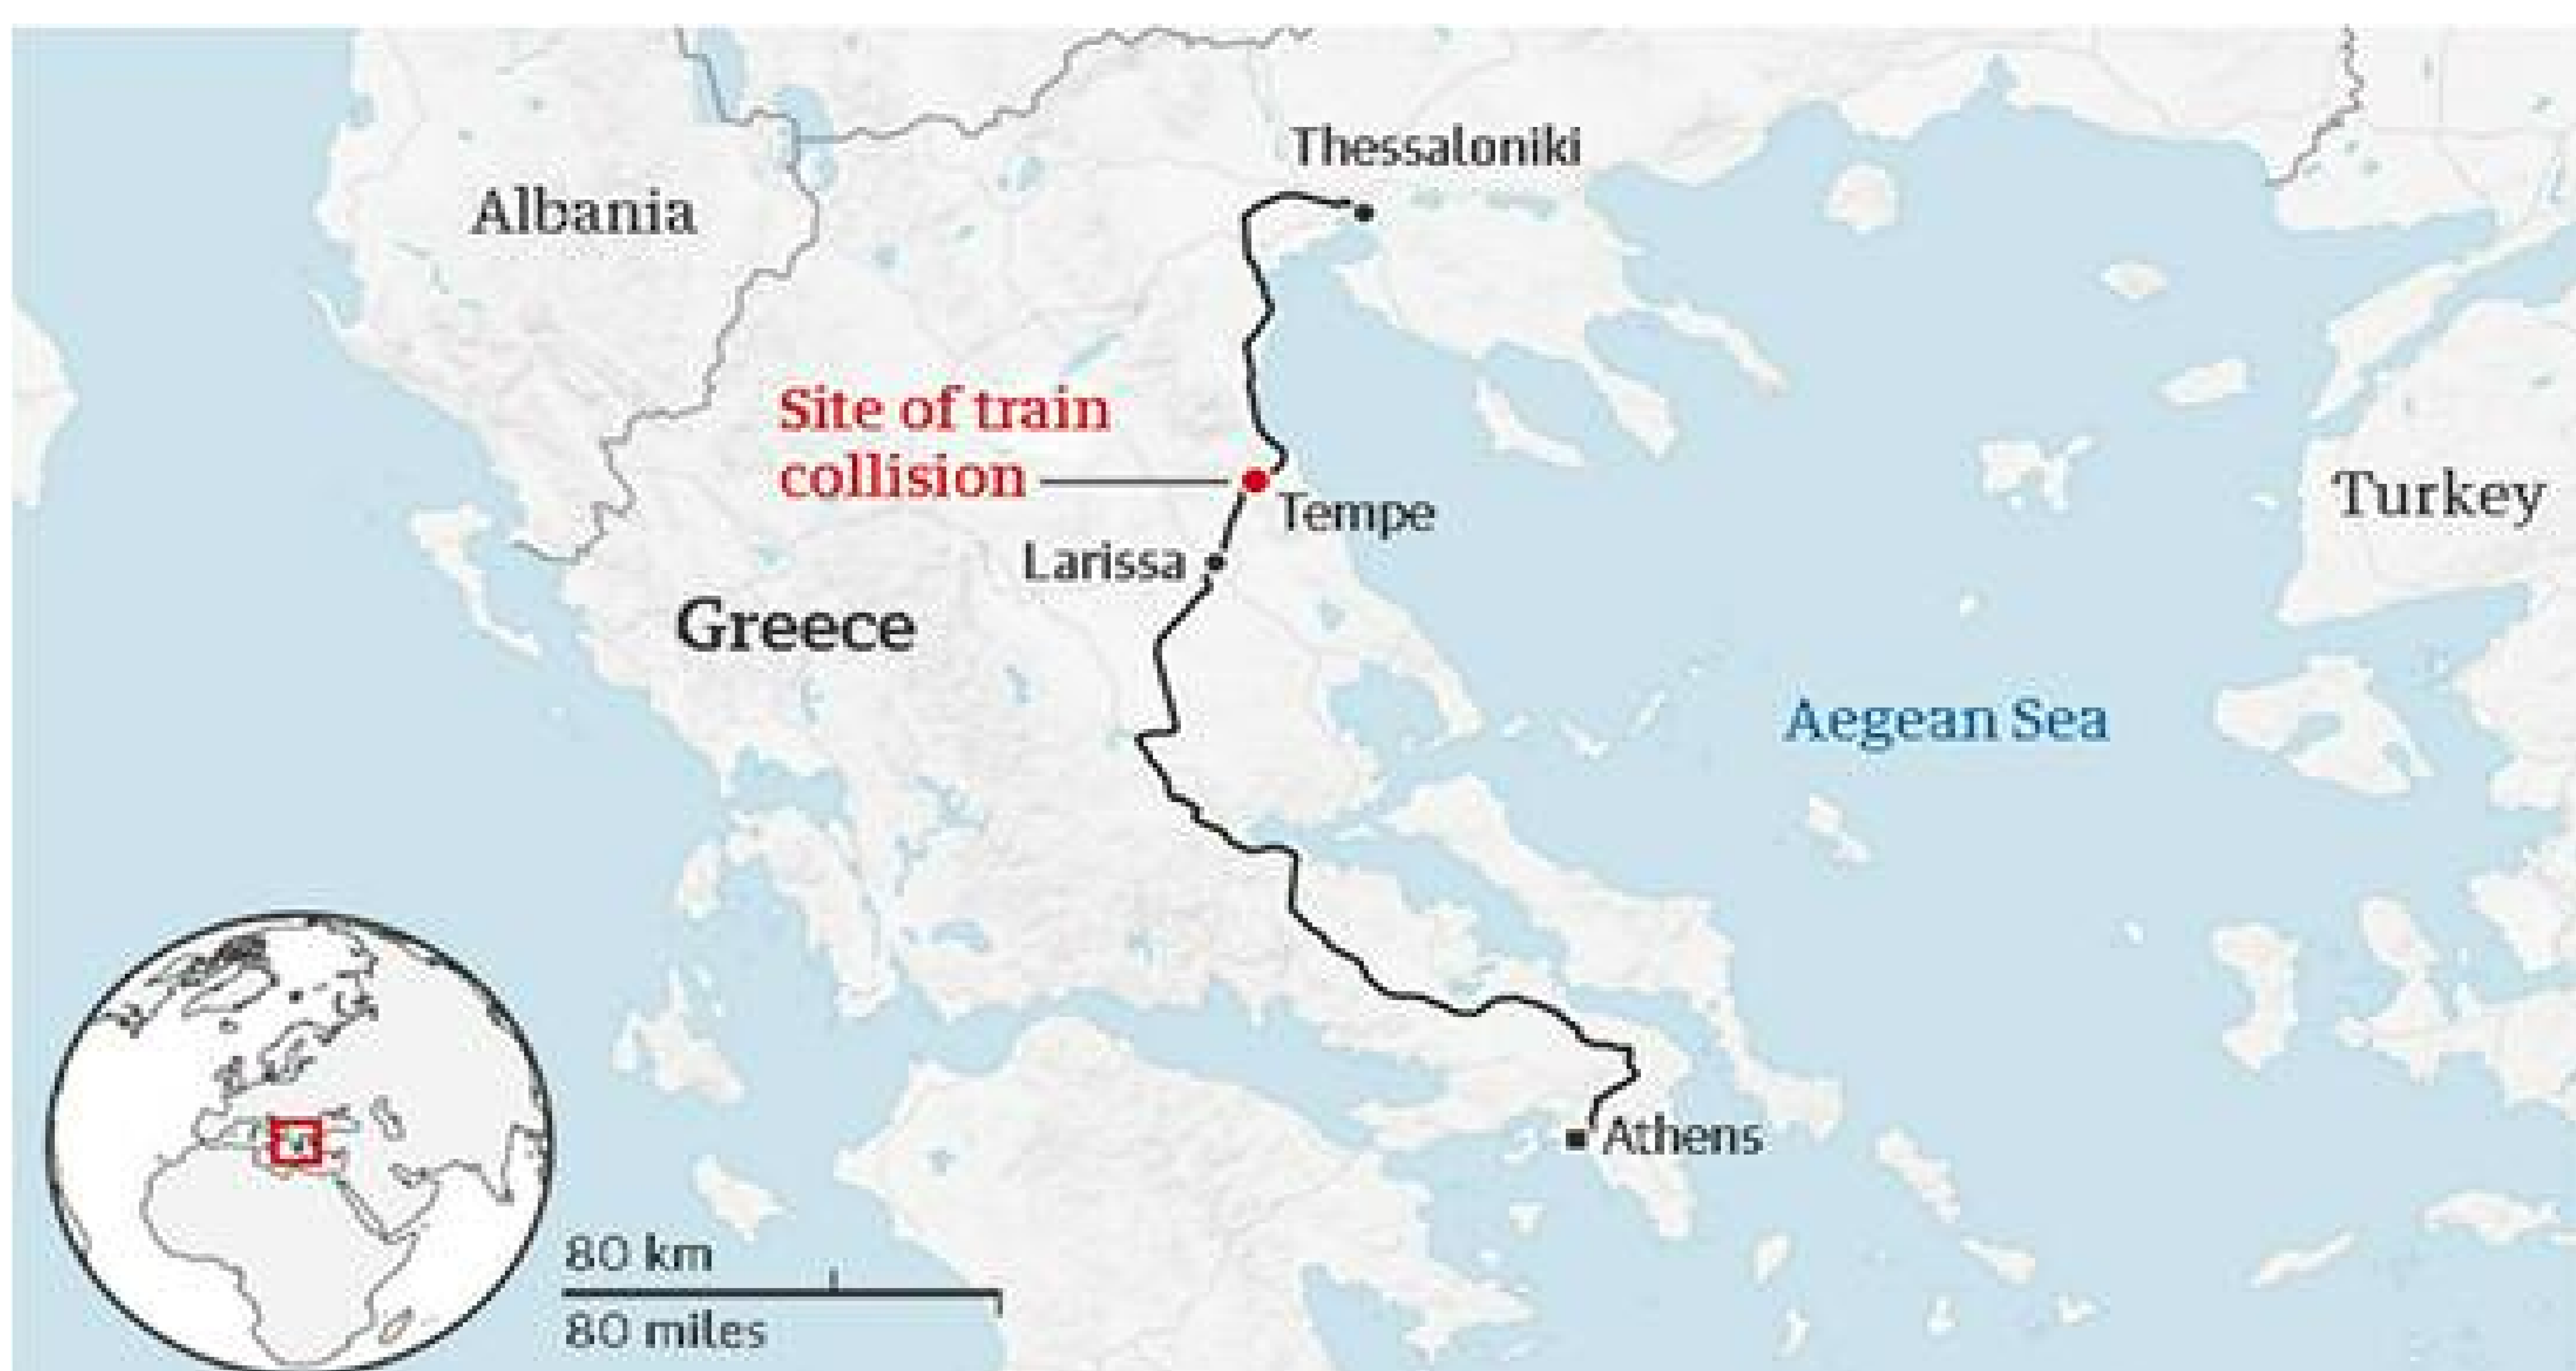 Thessaloniki
Albania
Site of train
collision
Tempe
Turkey
Larissa
Greece
Aegean Sea
Athens
80 km
80 miles